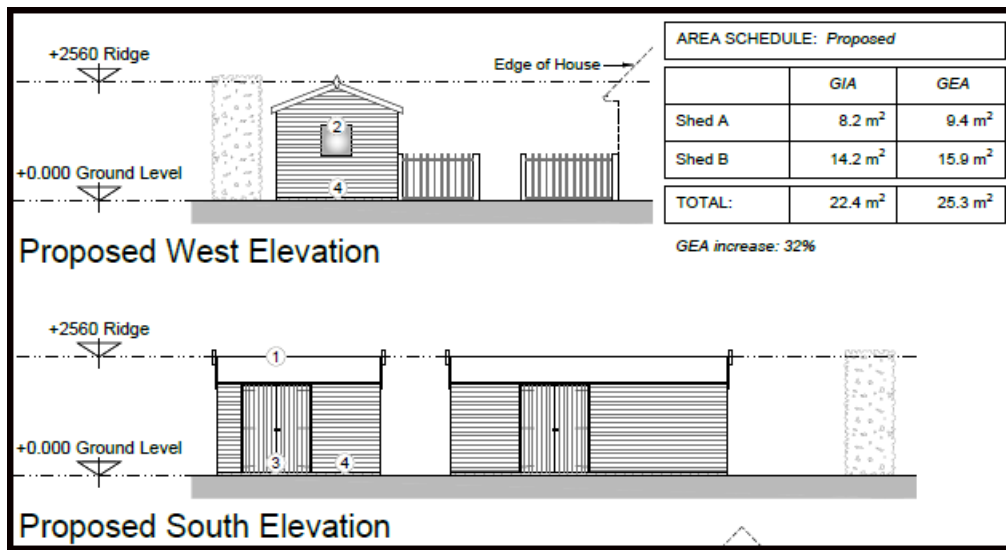 +2560 Ridge
Edge of House
2
+0.000 Ground Level
4
Proposed West Elevation
AREA SCHEDULE: Proposed
GIA GEA
Shed A 8.2 m² 9.4 m²
Shed B 14.2 m² 15.9 m²
TOTAL: 22.4 m² 25.3 m²
GEA increase: 32%
+2560 Ridge
1
+0.000 Ground Level
3 4
Proposed South Elevation